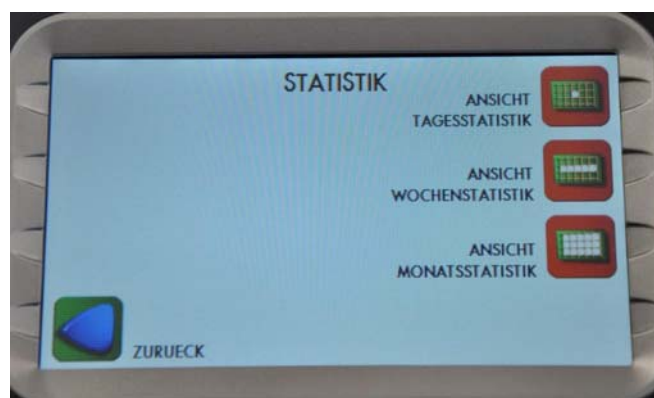 STATISTIK
ANSICHT
TAGESSTATISTIK
ANSICHT
WOCHENSTATISTIK
ANSICHT
MONATSSTATISTIK
ZURUECK